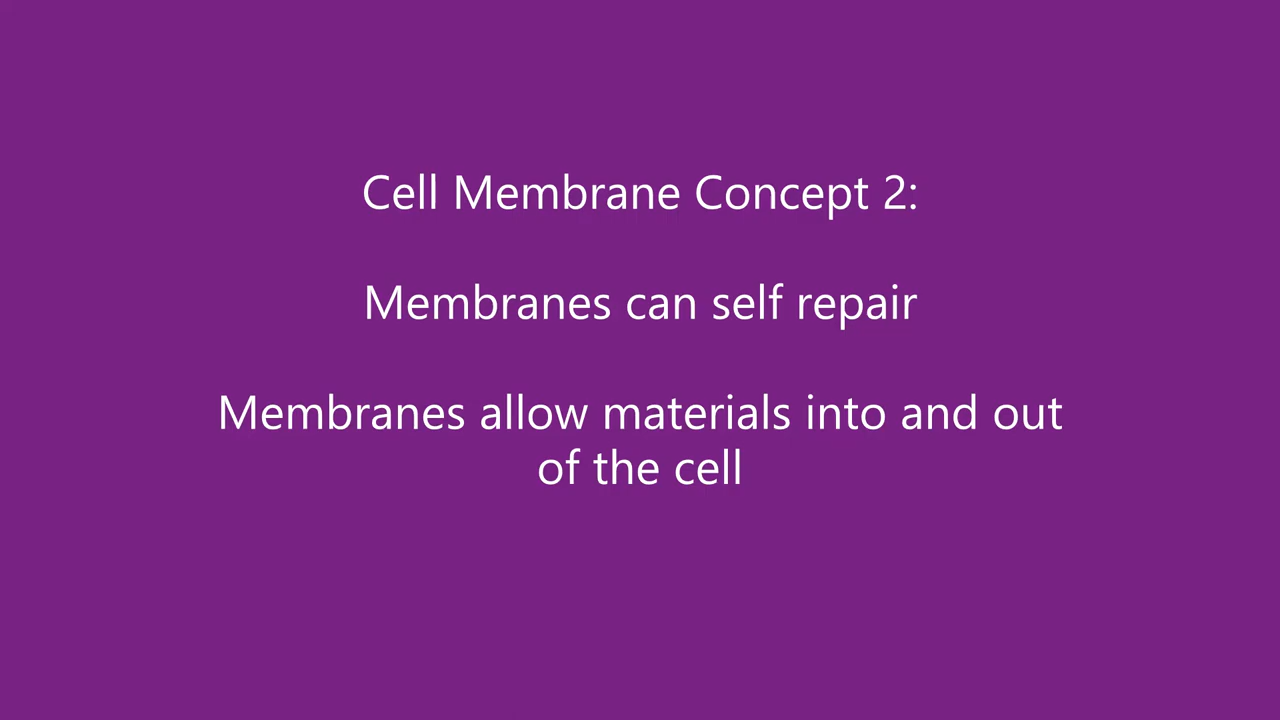 Cell Membrane Concept 2:
Membranes can self repair
Membranes allow materials into and out
of the cell